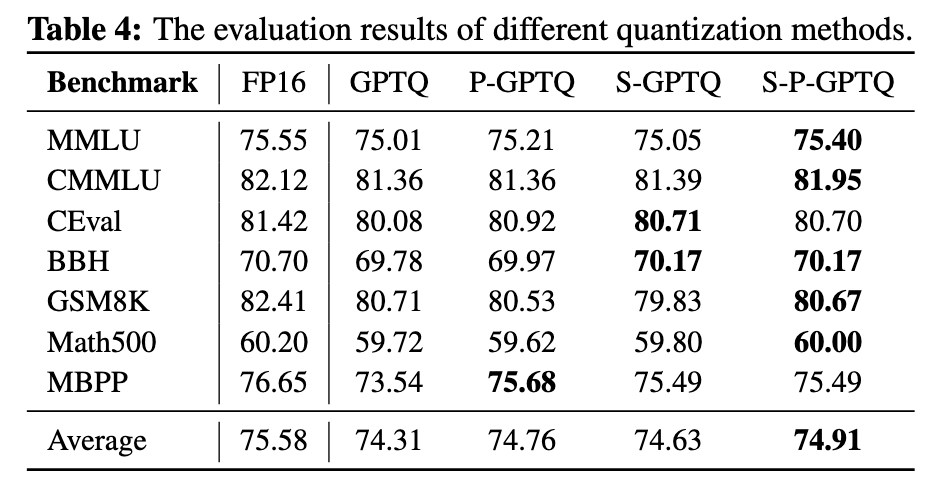 Table 4: The evaluation results of different quantization methods.
Benchmark FP16 GPTQ P-GPTQ S-GPTQ S-P-GPTQ
MMLU 75.55 75.01 75.21 75.05 75.40
CMMLU 82.12 81.36 81.36 81.39 81.95
CEval 81.42 80.08 80.92 80.71 80.70
BBH 70.70 69.78 69.97 70.17 70.17
GSM8K 82.41 80.71 80.53 79.83 80.67
Math500 60.20 59.72 59.62 59.80 60.00
MBPP 76.65 73.54 75.68 75.49 75.49
Average 75.58 74.31 74.76 74.63 74.91